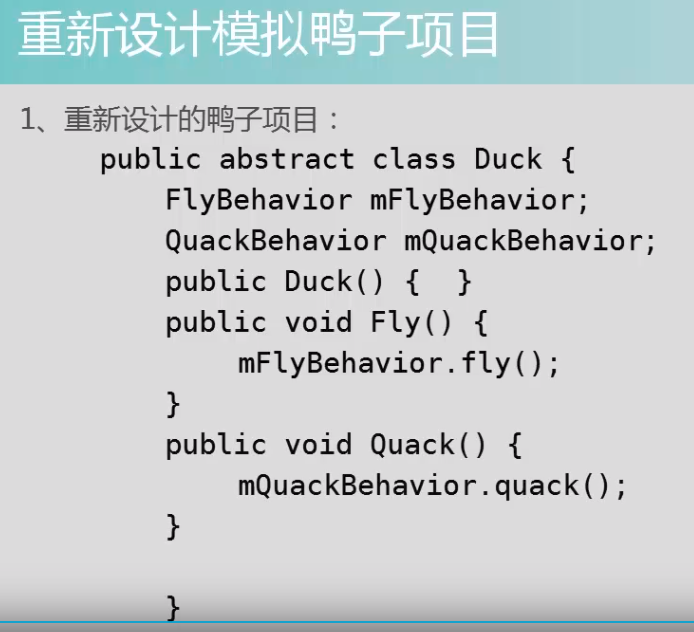 重新设计模拟鸭子项目
1、重新设计的鸭子项目：
public abstract class Duck {
FlyBehavior mFlyBehavior;
QuackBehavior mQuackBehavior;
public Duck() { }
public void Fly() {
mFlyBehavior.fly();
}
public void Quack() {
mQuackBehavior.quack();
}
}